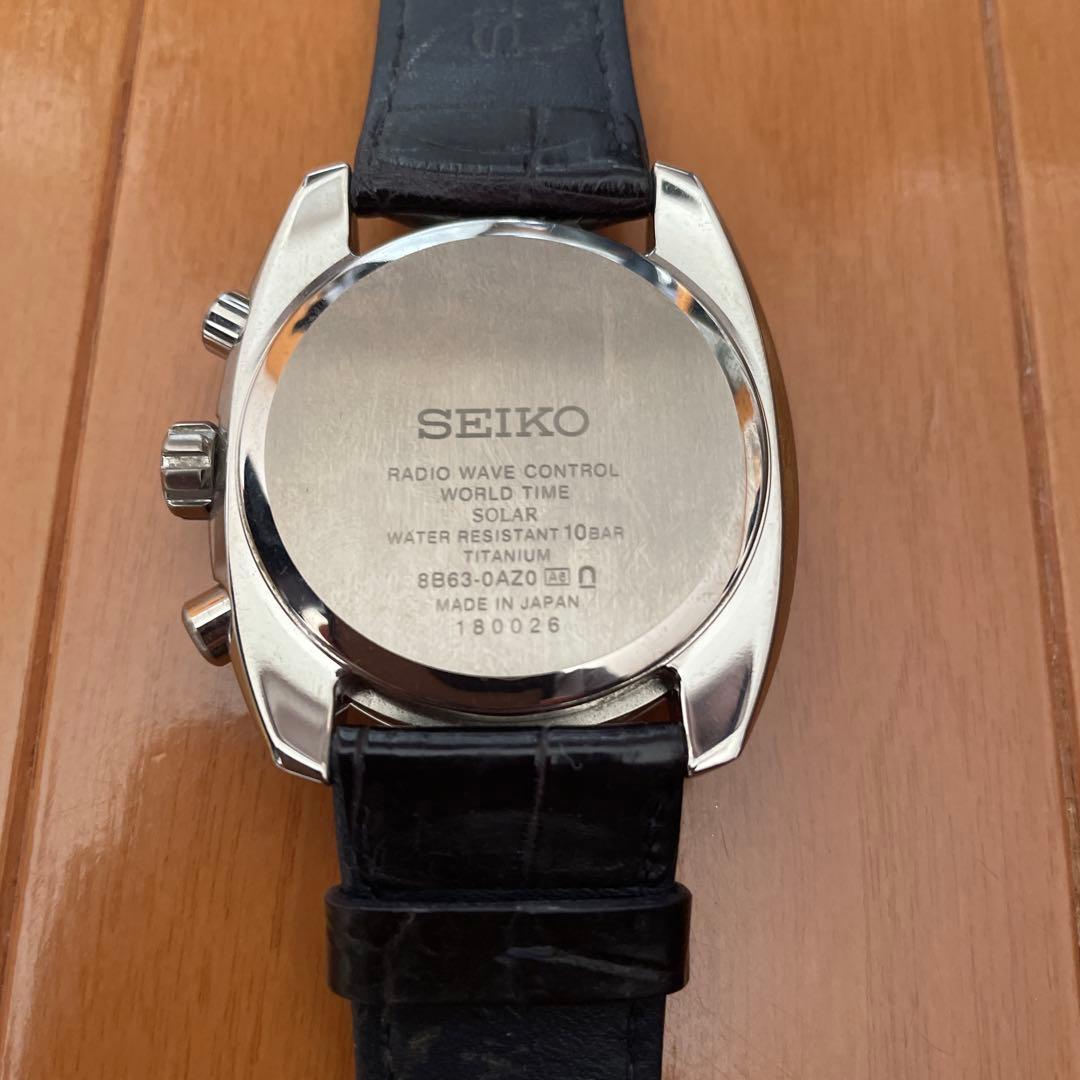 S
SEIKO
RADIO WAVE CONTROL
WORLD TIME
SOLAR
WATER RESISTANT 10BAR
TITANIUM
8B63-0AZ0 A6
MADE IN JAPAN
180026